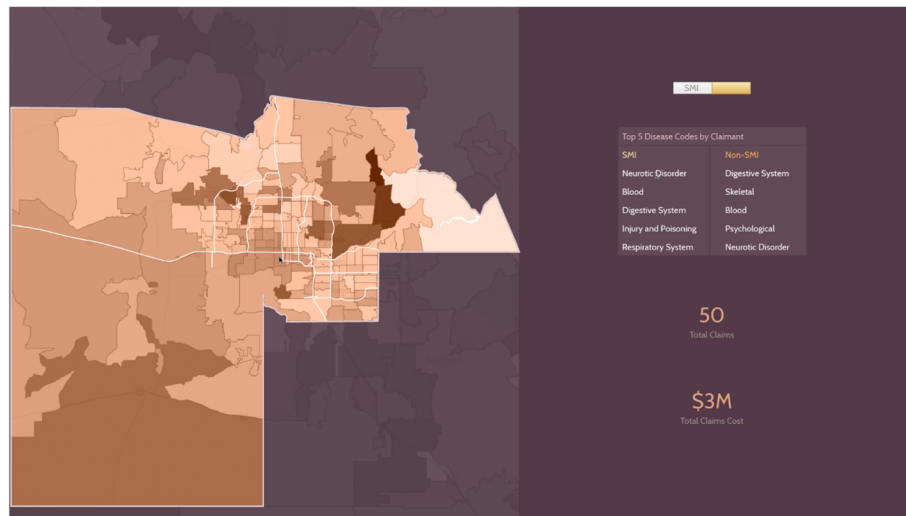 SMI
Top 5 Disease Codes by Claimant
SMI Non-SMI
Neurotic Disorder Digestive System
Blood Skeletal
Digestive System Blood
Injury and Poisoning Psychological
Respiratory System Neurotic Disorder
50
Total Claims
$3M
Total Claims Cost